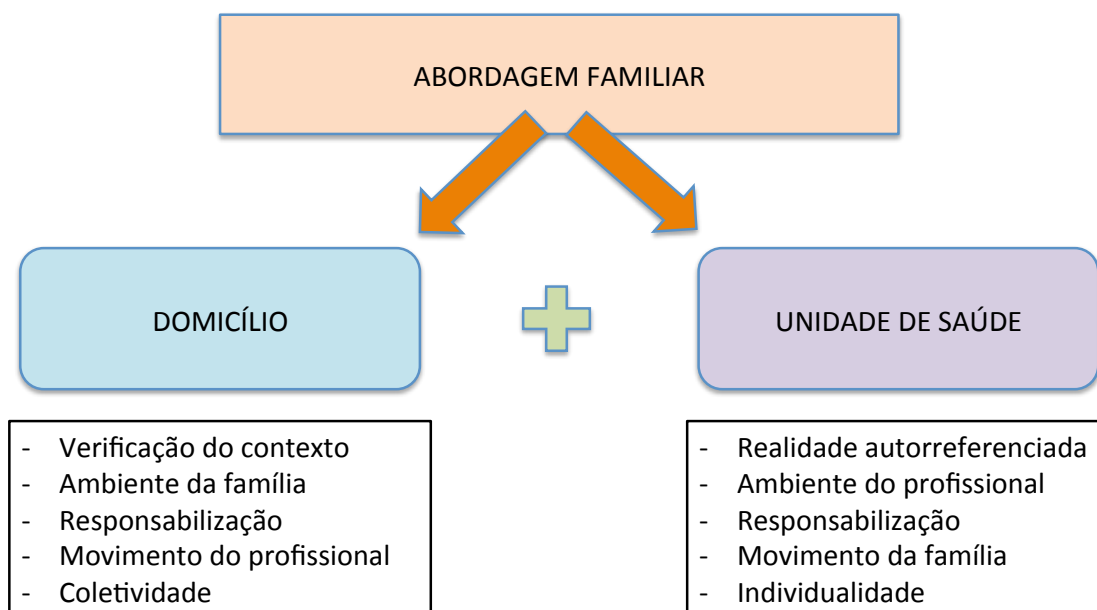 ABORDAGEM FAMILIAR
DOMICÍLIO
UNIDADE DE SAÚDE
- Verificação do contexto
- Ambiente da família
- Responsabilização
- Movimento do profissional
- Coletividade
- Realidade autorreferenciada
- Ambiente do profissional
- Responsabilização
- Movimento da família
- Individualidade